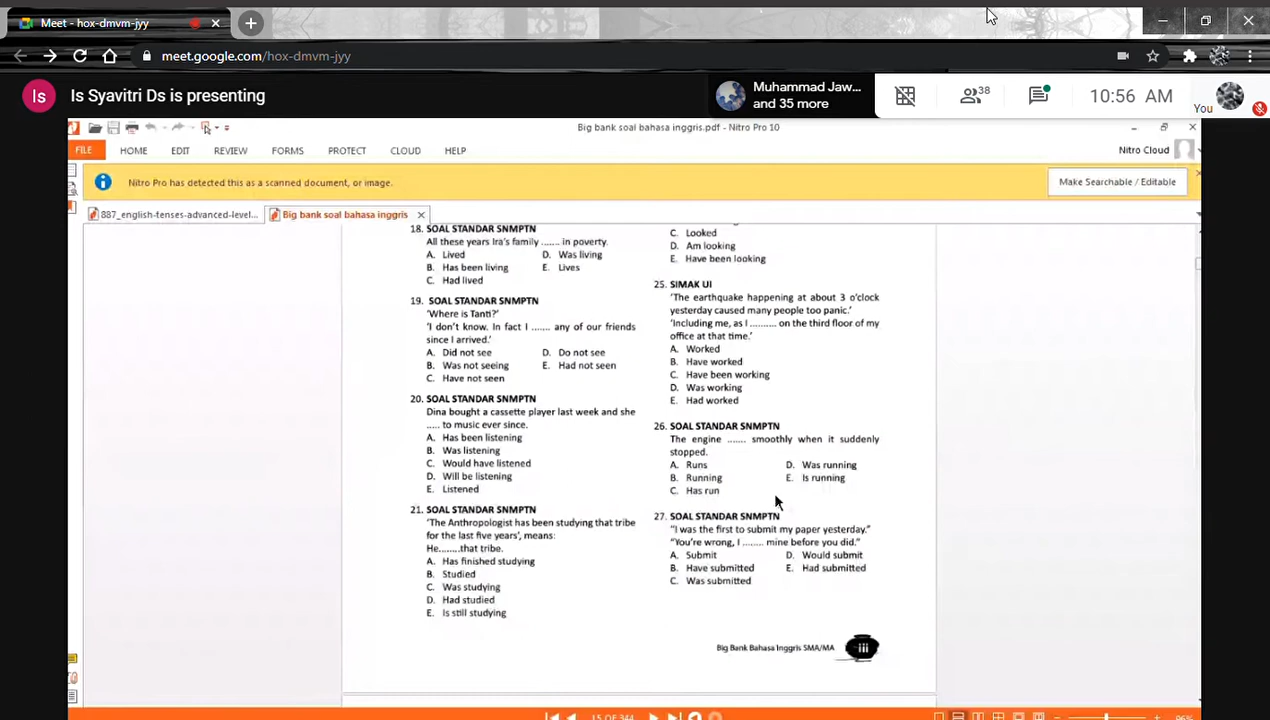 Meet - hox-dmvm-jyy
meet.google.com/hox-dmvm-jyy
Is
Is Syavitri Ds is presenting
Muhammad Jaw...
and 35 more
38
10:56 AM
You
Big bank soal bahasa inggris.pdf - Nitro Pro 10
FILE HOME EDIT REVIEW FORMS PROTECT CLOUD HELP
Nitro Cloud
Nitro Pro has detected this as a scanned document, or image.
Make Searchable / Editable
887_english-tenses-advanced-level...
Big bank soal bahasa inggris
18. SOAL STANDAR SNMPTN
All these years Ira's family ....... in poverty.
A. Lived D. Was living
B. Has been living E. Lives
C. Had lived
19. SOAL STANDAR SNMPTN
'Where is Tanti?'
'I don't know. In fact I ....... any of our friends
since I arrived.'
A. Did not see D. Do not see
B. Was not seeing E. Had not seen
C. Have not seen
20. SOAL STANDAR SNMPTN
Dina bought a cassette player last week and she
..... to music ever since.
A. Has been listening
B. Was listening
C. Would have listened
D. Will be listening
E. Listened
21. SOAL STANDAR SNMPTN
'The Anthropologist has been studying that tribe
for the last five years', means:
He........that tribe.
A. Has finished studying
B. Studied
C. Was studying
D. Had studied
E. Is still studying
C. Looked
D. Am looking
E. Have been looking
25. SIMAK UI
'The earthquake happening at about 3 o'clock
yesterday caused many people too panic.'
'Including me, as I .......... on the third floor of my
office at that time.'
A. Worked
B. Have worked
C. Have been working
D. Was working
E. Had worked
26. SOAL STANDAR SNMPTN
The engine ....... smoothly when it suddenly
stopped.
A. Runs D. Was running
B. Running E. Is running
C. Has run
27. SOAL STANDAR SNMPTN
"I was the first to submit my paper yesterday."
"You're wrong, I ........ mine before you did."
A. Submit D. Would submit
B. Have submitted E. Had submitted
C. Was submitted
Big Bank Bahasa Inggris SMA/MA iii
15 OF 344
96%